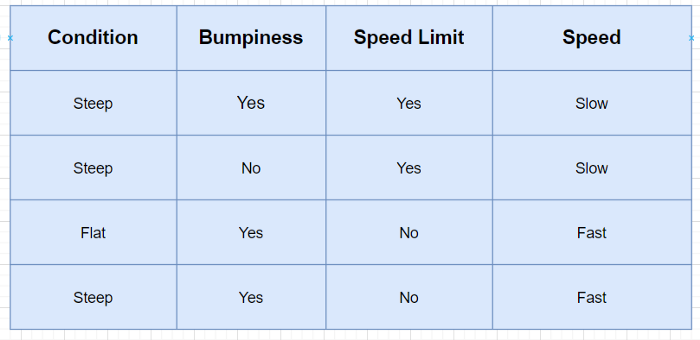 Condition Bumpiness Speed Limit Speed
Steep Yes Yes Slow
Steep No Yes Slow
Flat Yes No Fast
Steep Yes No Fast